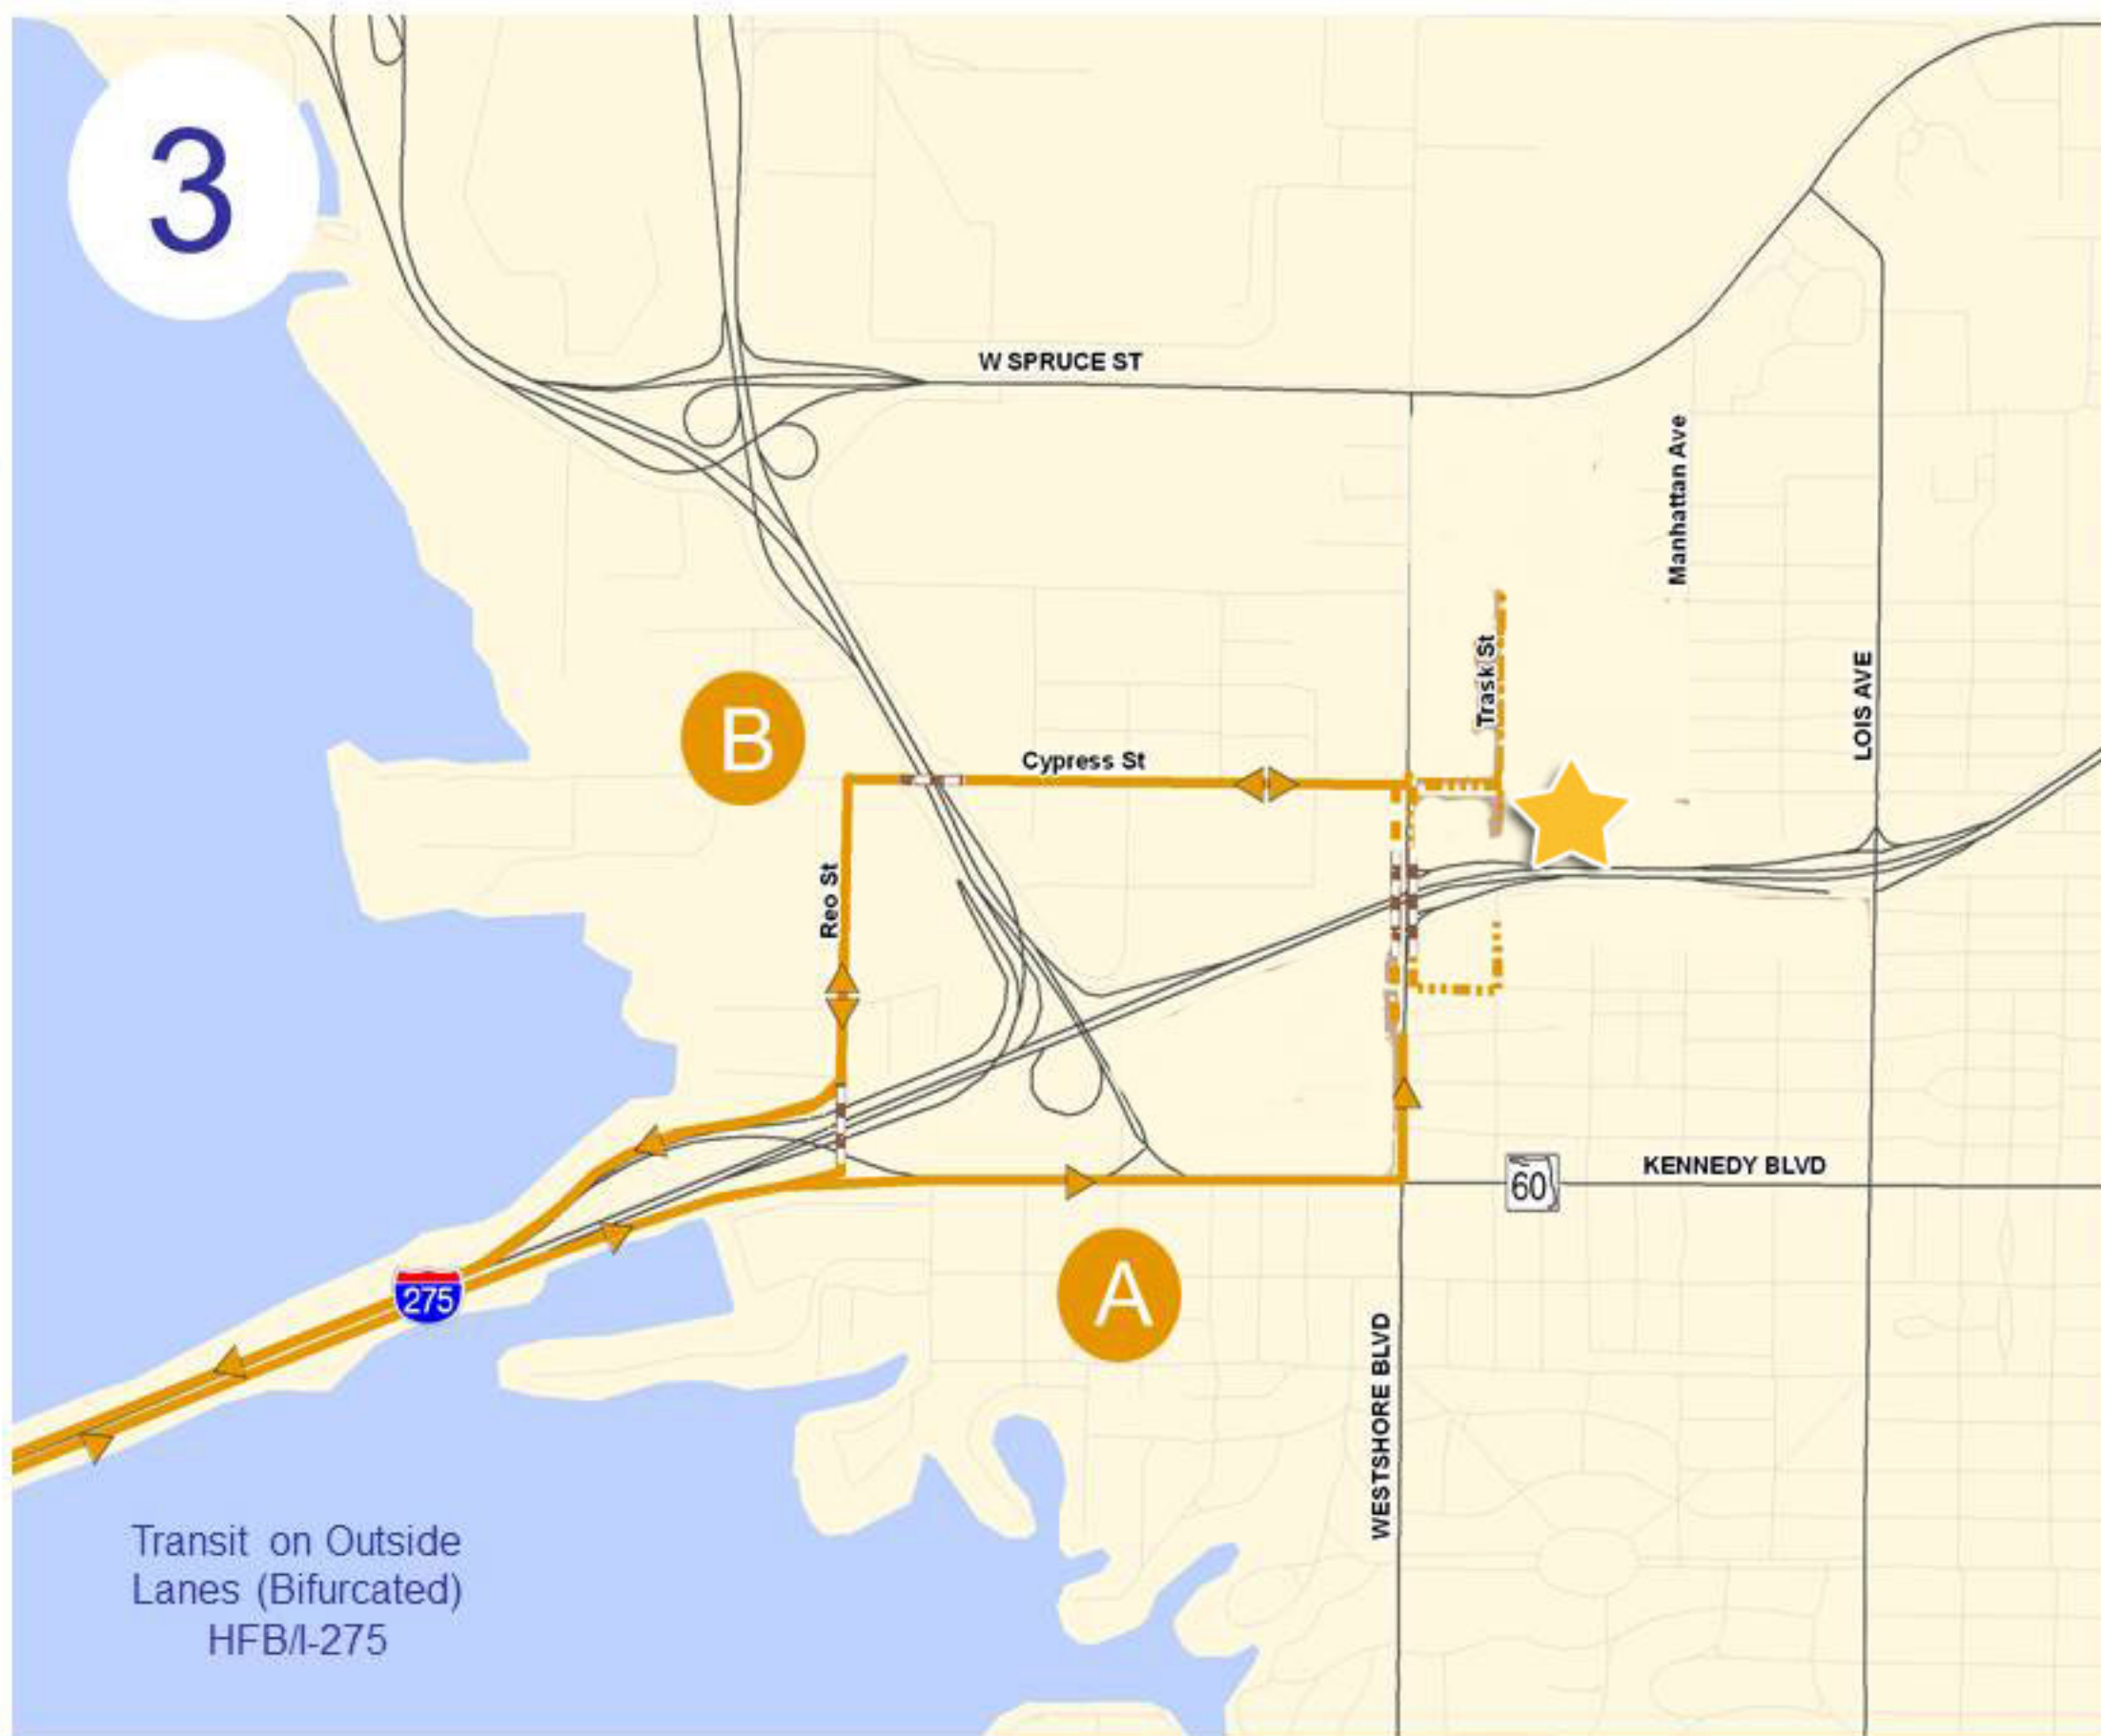 3
W SPRUCE ST
Manhattan Ave
Trask St
LOIS AVE
B
Cypress St
Reo St
60
KENNEDY BLVD
275
A
WESTSHORE BLVD
Transit on Outside
Lanes (Bifurcated)
HFB/I-275